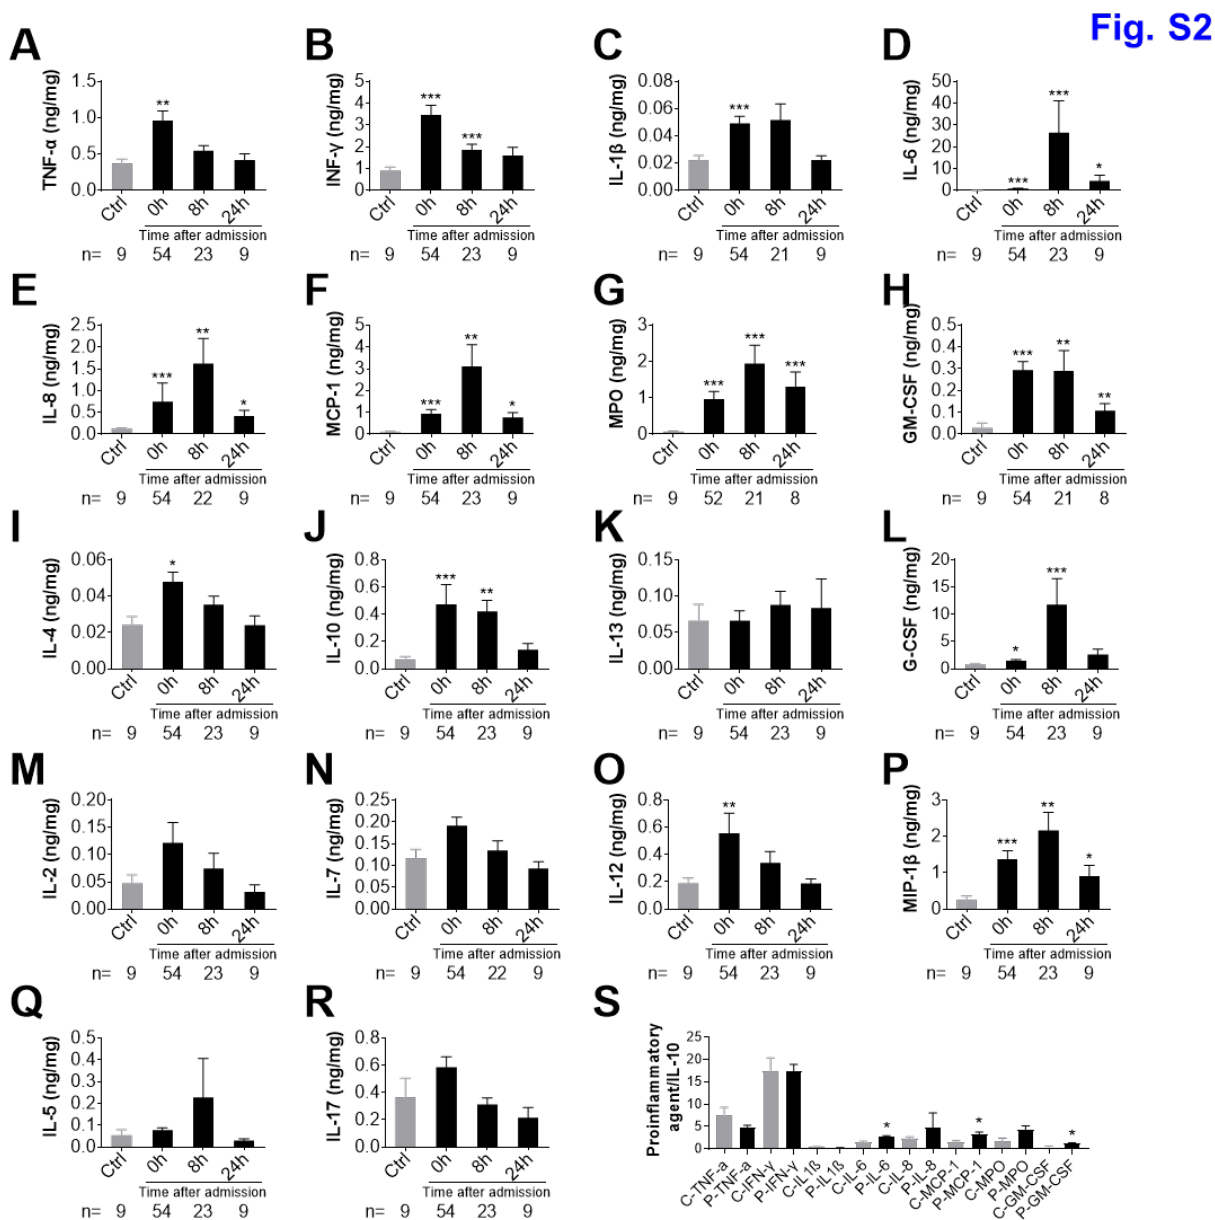 Fig. S2
A
TNF-α (ng/mg)
1.5
1.0
0.5
0.0
**
Ctrl
0h
8h
24h
Time after admission
n= 9 54 23 9
B
INF-γ (ng/mg)
5
4
3
2
1
0
***
***
Ctrl
0h
8h
24h
Time after admission
9 54 23 9
C
IL-1β (ng/mg)
0.08
0.06
0.04
0.02
0.00
***
Ctrl
0h
8h
24h
Time after admission
9 54 21 9
D
IL-6 (ng/mg)
50
40
30
20
10
0
***
***
*
Ctrl
0h
8h
24h
Time after admission
9 54 23 9
E
IL-8 (ng/mg)
2.5
2.0
1.5
1.0
0.5
0.0
***
**
*
Ctrl
0h
8h
24h
Time after admission
n= 9 54 22 9
F
MCP-1 (ng/mg)
5
4
3
2
1
0
***
**
*
Ctrl
0h
8h
24h
Time after admission
9 54 23 9
G
MPO (ng/mg)
3
2
1
0
***
***
***
Ctrl
0h
8h
24h
Time after admission
9 52 21 8
H
GM-CSF (ng/mg)
0.5
0.4
0.3
0.2
0.1
0.0
***
**
**
Ctrl
0h
8h
24h
Time after admission
9 54 21 8
I
IL-4 (ng/mg)
0.06
0.04
0.02
0.00
*
Ctrl
0h
8h
24h
Time after admission
n= 9 54 23 9
J
IL-10 (ng/mg)
0.8
0.6
0.4
0.2
0.0
***
**
Ctrl
0h
8h
24h
Time after admission
9 54 23 9
K
IL-13 (ng/mg)
0.15
0.10
0.05
0.00
Ctrl
0h
8h
24h
Time after admission
9 54 23 9
L
G-CSF (ng/mg)
20
15
10
5
0
*
***
Ctrl
0h
8h
24h
Time after admission
9 54 23 9
M
IL-2 (ng/mg)
0.20
0.15
0.10
0.05
0.00
Ctrl
0h
8h
24h
Time after admission
n= 9 54 23 9
N
IL-7 (ng/mg)
0.25
0.20
0.15
0.10
0.05
0.00
Ctrl
0h
8h
24h
Time after admission
9 54 22 9
O
IL-12 (ng/mg)
0.8
0.6
0.4
0.2
0.0
**
Ctrl
0h
8h
24h
Time after admission
9 54 23 9
P
MIP-1β (ng/mg)
3
2
1
0
***
**
*
Ctrl
0h
8h
24h
Time after admission
9 54 23 9
Q
IL-5 (ng/mg)
0.5
0.4
0.3
0.2
0.1
0.0
Ctrl
0h
8h
24h
Time after admission
n= 9 54 23 9
R
IL-17 (ng/mg)
0.8
0.6
0.4
0.2
0.0
Ctrl
0h
8h
24h
Time after admission
9 54 23 9
S
Proinflammatory
agent/IL-10
25
20
15
10
5
0
*
*
*
C-TNF-a
P-TNF-a
C-IFN-γ
P-IFN-γ
C-IL1ß
P-IL1ß
C-IL-6
P-IL-6
C-IL-8
P-IL-8
C-MCP-1
P-MCP-1
C-MPO
P-MPO
C-GM-CSF
P-GM-CSF